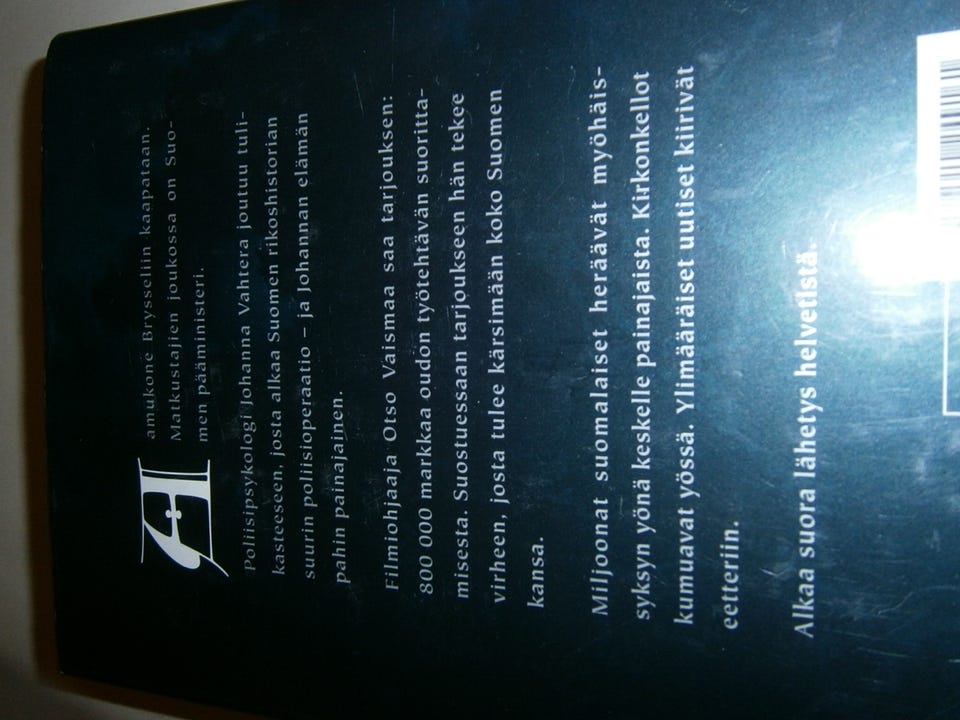 Aamukone Brysseliin kaapataan.
Matkustajien joukossa on Suo-
men pääministeri.
Poliisipsykologi Johanna Vahtera joutuu tuli-
kasteeseen, josta alkaa Suomen rikoshistorian
suurin poliisioperaatio – ja Johannan elämän
pahin painajainen.
Filmiohjaaja Otso Vaismaa saa tarjouksen:
800 000 markkaa oudon työtehtävän suoritta-
misesta. Suostuessaan tarjoukseen hän tekee
virheen, josta tulee kärsimään koko Suomen
kansa.
Miljoonat suomalaiset heräävät myöhäis-
syksyn yönä keskelle painajaista. Kirkonkellot
kumuavat yössä. Ylimääräiset uutiset kiirivät
eetteriin.
Alkaa suora lähetys helvetistä.